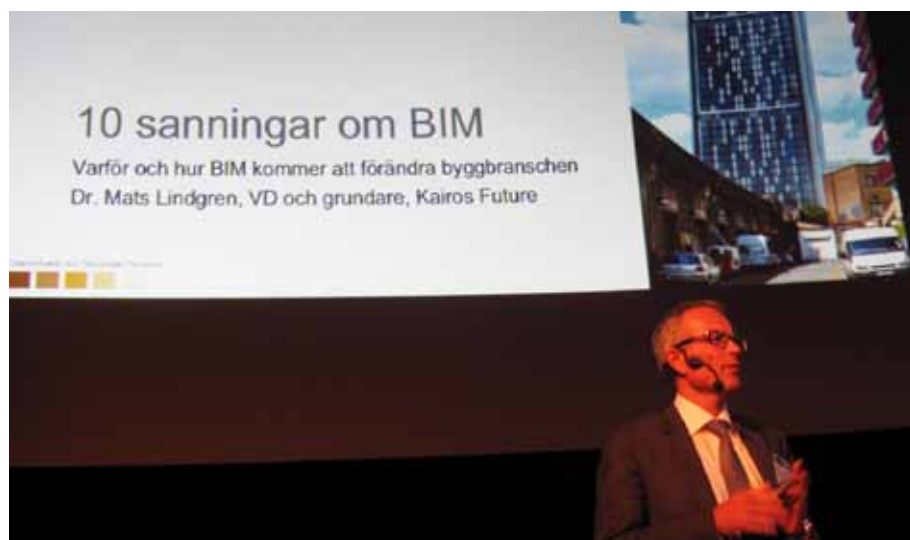 10 sanningar om BIM
Varför och hur BIM kommer att förändra byggbranschen
Dr. Mats Lindgren, VD och grundare, Kairos Future